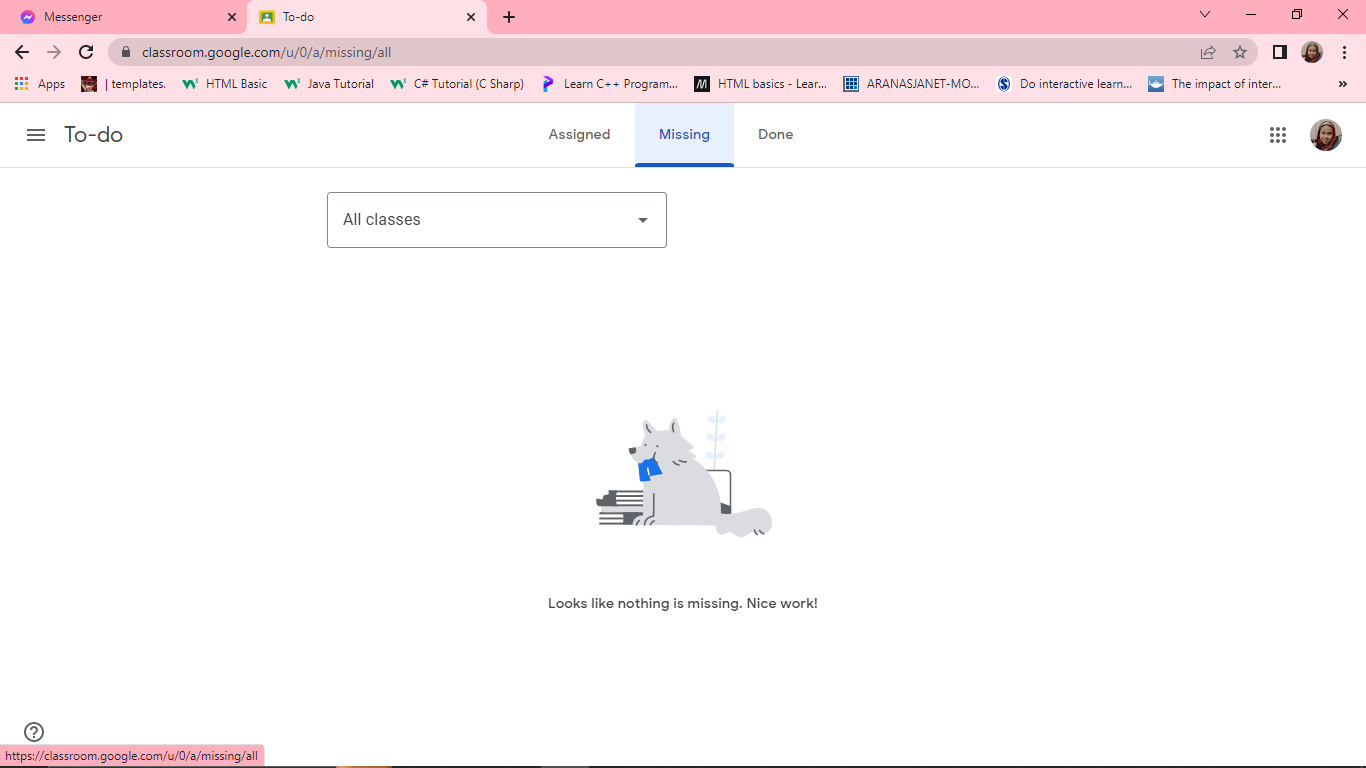 Messenger
To-do
classroom.google.com/u/0/a/missing/all
Apps
| templates.
HTML Basic
Java Tutorial
C# Tutorial (C Sharp)
Learn C++ Program...
HTML basics - Lear...
ARANASJANET-MO...
Do interactive learn...
The impact of inter...
»
To-do
Assigned
Missing
Done
All classes
Looks like nothing is missing. Nice work!
https://classroom.google.com/u/0/a/missing/all